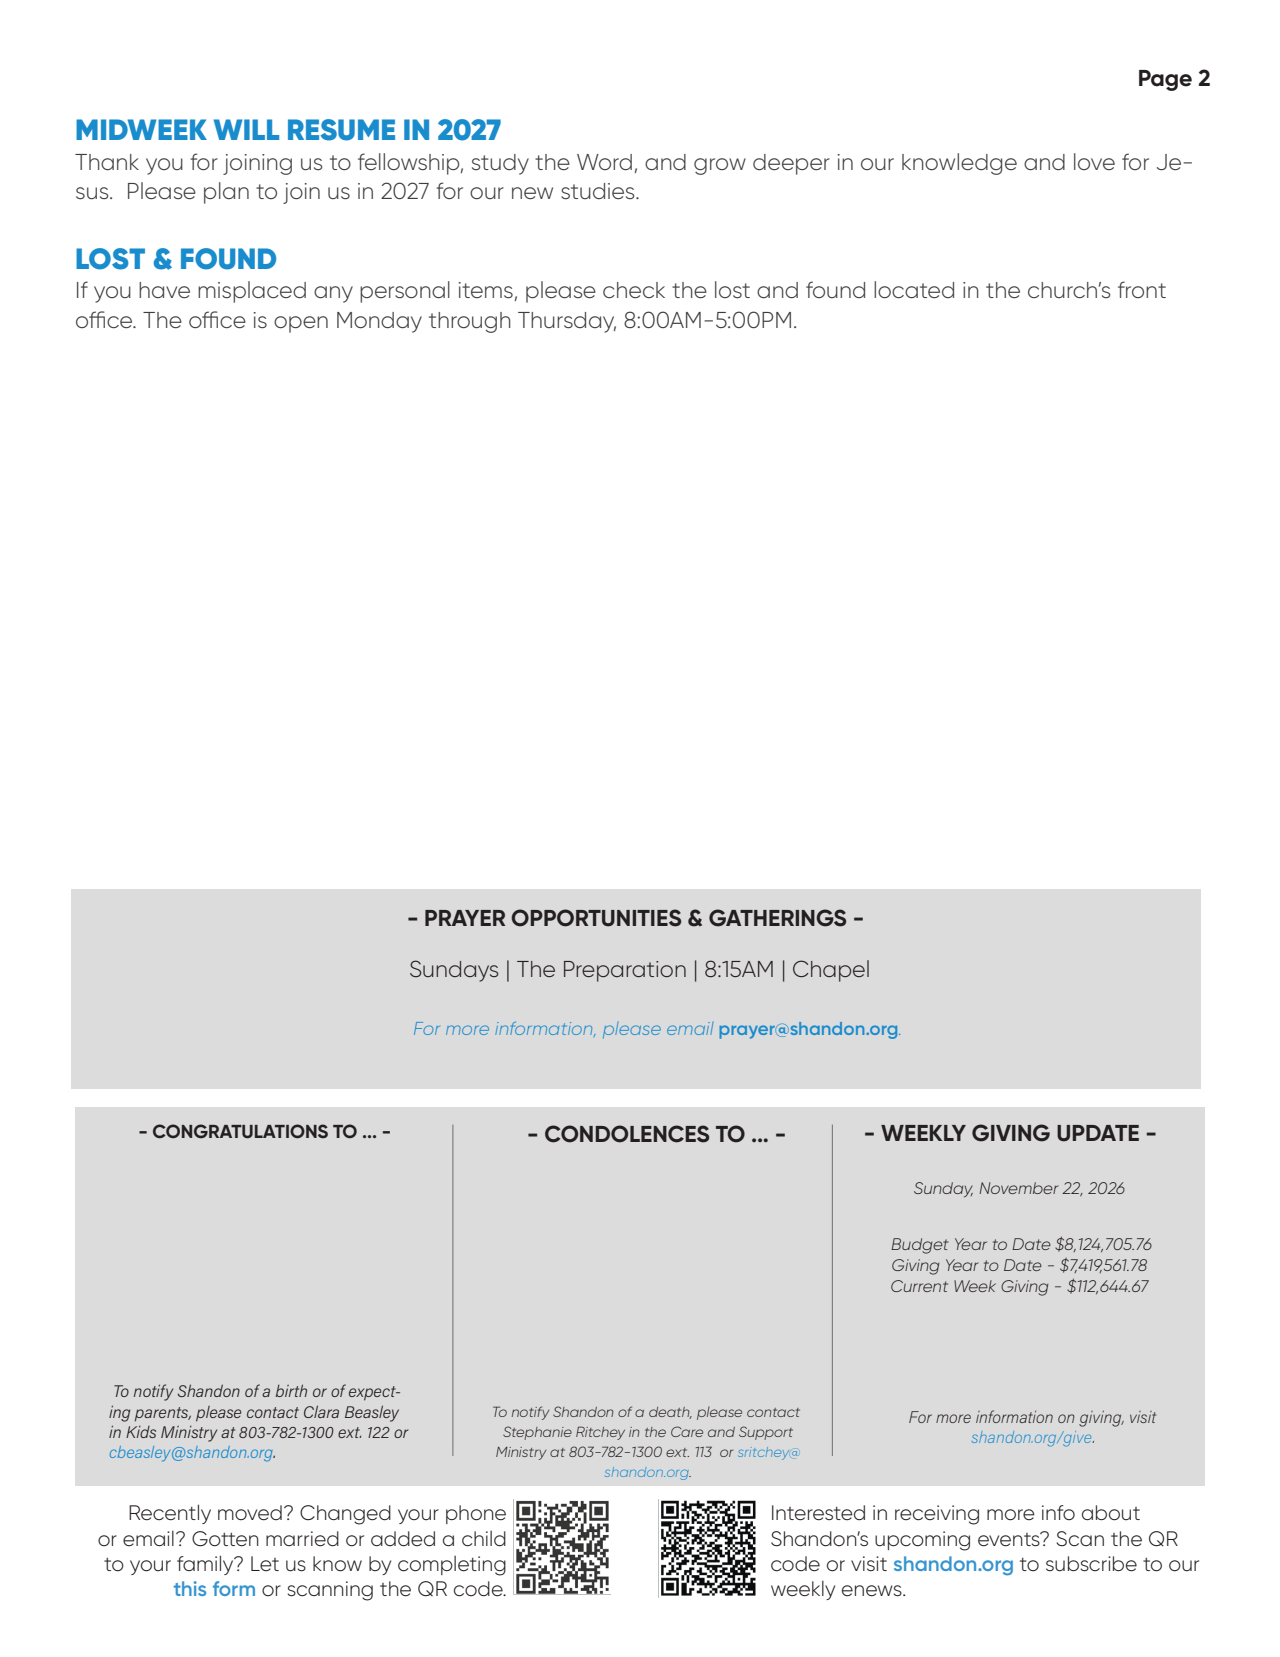 Page 2
MIDWEEK WILL RESUME IN 2027
Thank you for joining us to fellowship, study the Word, and grow deeper in our knowledge and love for Je-
sus.  Please plan to join us in 2027 for our new studies.
LOST & FOUND
If you have misplaced any personal items, please check the lost and found located in the church’s front
office. The office is open Monday through Thursday, 8:00AM-5:00PM.
- PRAYER OPPORTUNITIES & GATHERINGS -
Sundays | The Preparation | 8:15AM | Chapel
For more information, please email prayer@shandon.org.
- CONGRATULATIONS TO ... -
To notify Shandon of a birth or of expect-
ing parents, please contact Clara Beasley
in Kids Ministry at 803-782-1300 ext. 122 or
cbeasley@shandon.org.
- CONDOLENCES TO ... -
To notify Shandon of a death, please contact
Stephanie Ritchey in the Care and Support
Ministry at 803-782-1300 ext. 113  or sritchey@
shandon.org.
- WEEKLY GIVING UPDATE -
Sunday, November 22, 2026
Budget Year to Date $8,124,705.76
Giving Year to Date - $7,419,561.78
Current Week Giving - $112,644.67
For more information on giving, visit
shandon.org/give.
Recently moved? Changed your phone
or email? Gotten married or added a child
to your family? Let us know by completing
this form or scanning the QR code.
Interested in receiving more info about
Shandon’s upcoming events? Scan the QR
code or visit shandon.org to subscribe to our
weekly enews.